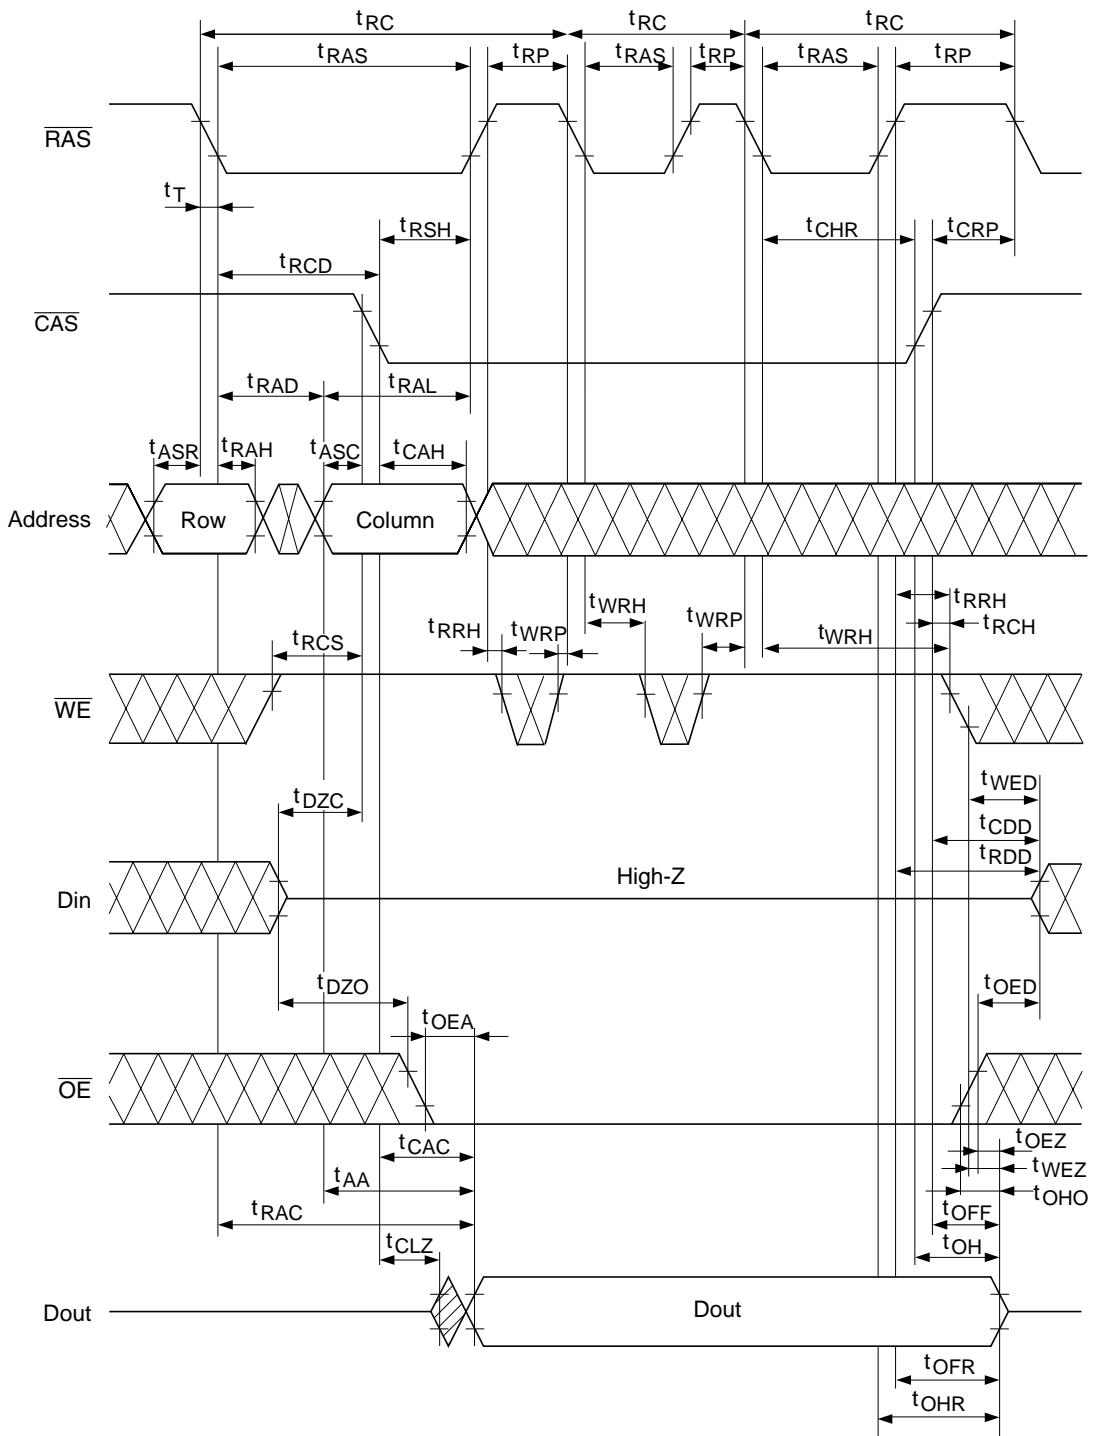 tRC tRC tRC
tRAS tRP tRAS tRP tRAS tRP
RAS
tT
tRSH tCHR tCRP
tRCD
CAS
tRAD tRAL
tASR tRAH tASC tCAH
Address Row Column
tRRH
tWRH
tRCH
tRRH tWRP tWRP tWRH
tRCS
WE
tWED
tDZC
tCDD
tRDD
High-Z
Din
tDZO tOED
tOEA
OE
tOEZ
tCAC
tWEZ
tAA
tOHO
tRAC tOFF
tCLZ tOH
Dout Dout
tOFR
tOHR